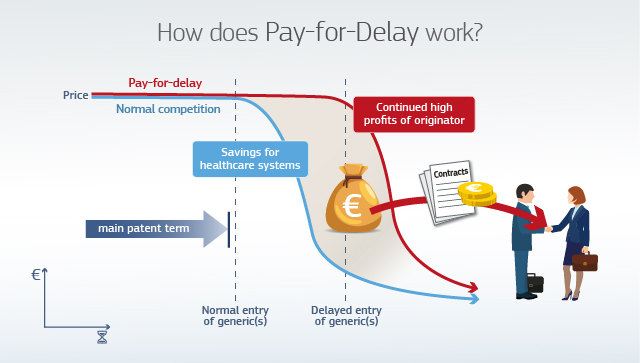 How does Pay-for-Delay work?
Pay-for-delay
Price
Normal competition
Continued high
profits of originator
Savings for
healthcare systems
Contracts
€
€
main patent term
€
Normal entry
of generic(s)
Delayed entry
of generic(s)